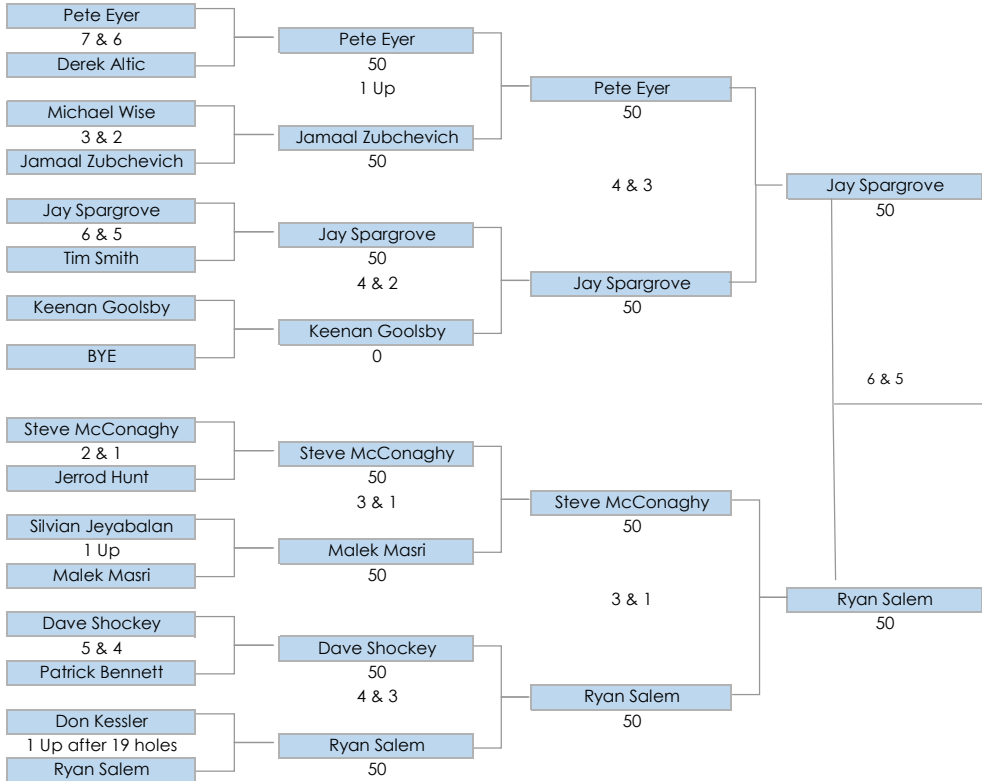 Pete Eyer
7 & 6
Derek Altic
Michael Wise
3 & 2
Jamaal Zubchevich
Jay Spargrove
6 & 5
Tim Smith
Keenan Goolsby
BYE
Steve McConaghy
2 & 1
Jerrod Hunt
Silvian Jeyabalan
1 Up
Malek Masri
Dave Shockey
5 & 4
Patrick Bennett
Don Kessler
1 Up after 19 holes
Ryan Salem
Pete Eyer
50
1 Up
Jamaal Zubchevich
50
Jay Spargrove
50
4 & 2
Keenan Goolsby
0
Steve McConaghy
50
3 & 1
Malek Masri
50
Dave Shockey
50
4 & 3
Ryan Salem
50
Pete Eyer
50
4 & 3
Jay Spargrove
50
Steve McConaghy
50
3 & 1
Ryan Salem
50
Jay Spargrove
50
6 & 5
Ryan Salem
50